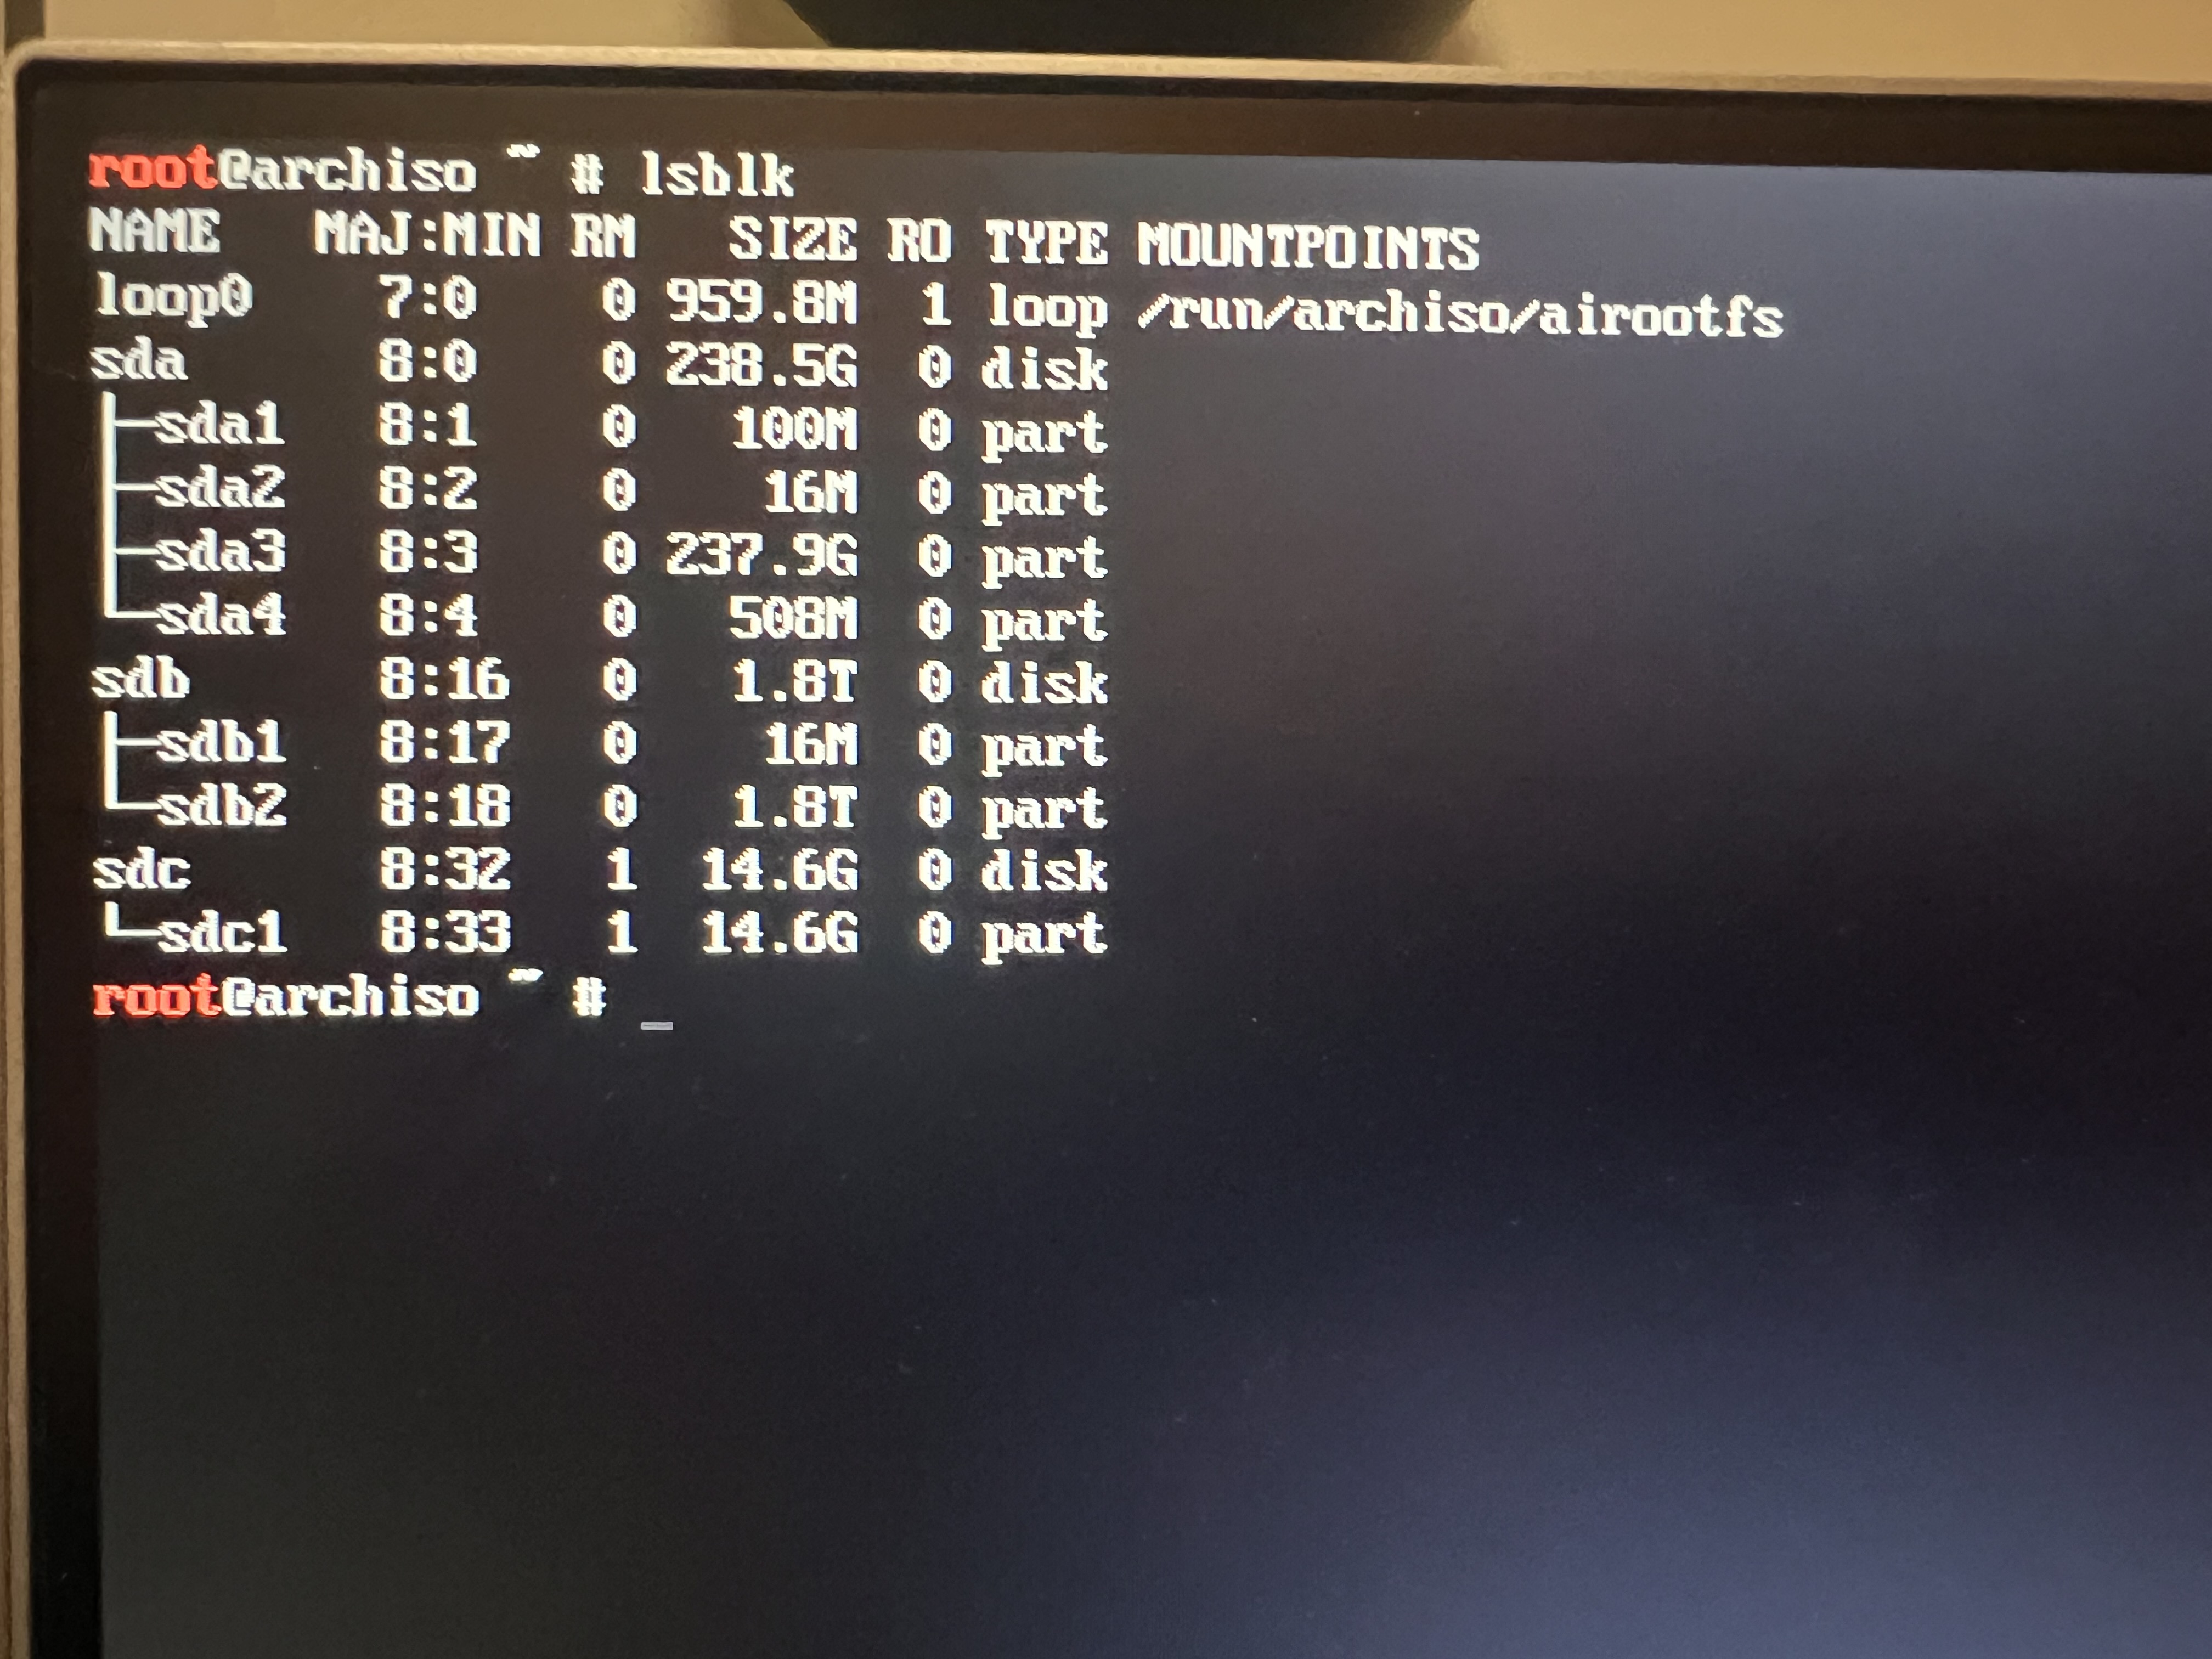 root@archiso ~ # lsblk
NAME   MAJ:MIN RM   SIZE RO TYPE MOUNTPOINTS
loop0    7:0    0 959.8M  1 loop /run/archiso/airootfs
sda      8:0    0 238.5G  0 disk
├─sda1   8:1    0   100M  0 part
├─sda2   8:2    0    16M  0 part
├─sda3   8:3    0 237.9G  0 part
└─sda4   8:4    0   508M  0 part
sdb      8:16   0   1.8T  0 disk
├─sdb1   8:17   0    16M  0 part
└─sdb2   8:18   0   1.8T  0 part
sdc      8:32   1  14.6G  0 disk
└─sdc1   8:33   1  14.6G  0 part
root@archiso ~ # _